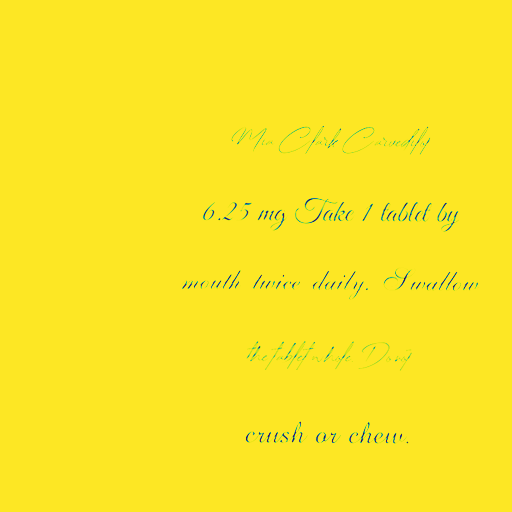 Mrs Clark Carvedilol
6.25 mg Take 1 tablet by
mouth twice daily. Swallow
the tablet whole Do not
crush or chew.